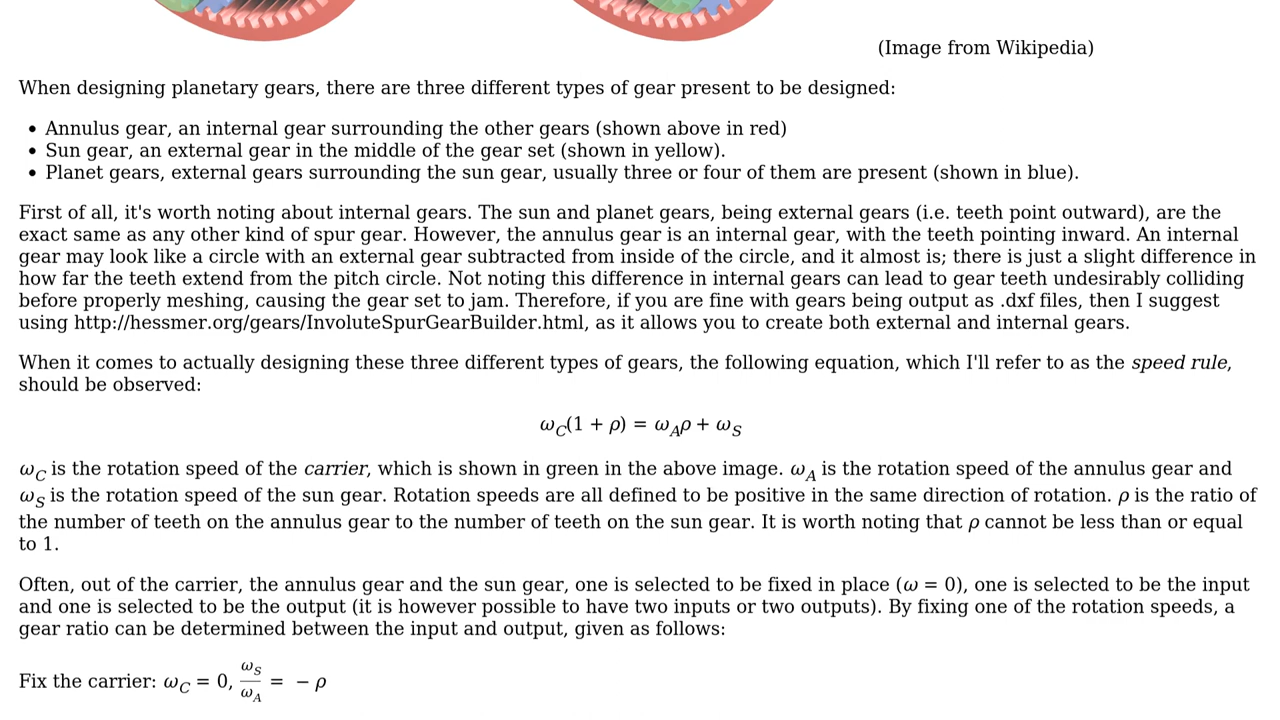 (Image from Wikipedia)
When designing planetary gears, there are three different types of gear present to be designed:
• Annulus gear, an internal gear surrounding the other gears (shown above in red)
• Sun gear, an external gear in the middle of the gear set (shown in yellow).
• Planet gears, external gears surrounding the sun gear, usually three or four of them are present (shown in blue).
First of all, it's worth noting about internal gears. The sun and planet gears, being external gears (i.e. teeth point outward), are the
exact same as any other kind of spur gear. However, the annulus gear is an internal gear, with the teeth pointing inward. An internal
gear may look like a circle with an external gear subtracted from inside of the circle, and it almost is; there is just a slight difference in
how far the teeth extend from the pitch circle. Not noting this difference in internal gears can lead to gear teeth undesirably colliding
before properly meshing, causing the gear set to jam. Therefore, if you are fine with gears being output as .dxf files, then I suggest
using http://hessmer.org/gears/InvoluteSpurGearBuilder.html, as it allows you to create both external and internal gears.
When it comes to actually designing these three different types of gears, the following equation, which I'll refer to as the speed rule,
should be observed:
ω_C(1 + ρ) = ω_Aρ + ω_S
ω_C is the rotation speed of the carrier, which is shown in green in the above image. ω_A is the rotation speed of the annulus gear and
ω_S is the rotation speed of the sun gear. Rotation speeds are all defined to be positive in the same direction of rotation. ρ is the ratio of
the number of teeth on the annulus gear to the number of teeth on the sun gear. It is worth noting that ρ cannot be less than or equal
to 1.
Often, out of the carrier, the annulus gear and the sun gear, one is selected to be fixed in place (ω = 0), one is selected to be the input
and one is selected to be the output (it is however possible to have two inputs or two outputs). By fixing one of the rotation speeds, a
gear ratio can be determined between the input and output, given as follows:
Fix the carrier: ω_C = 0, ω_S/ω_A = − ρ